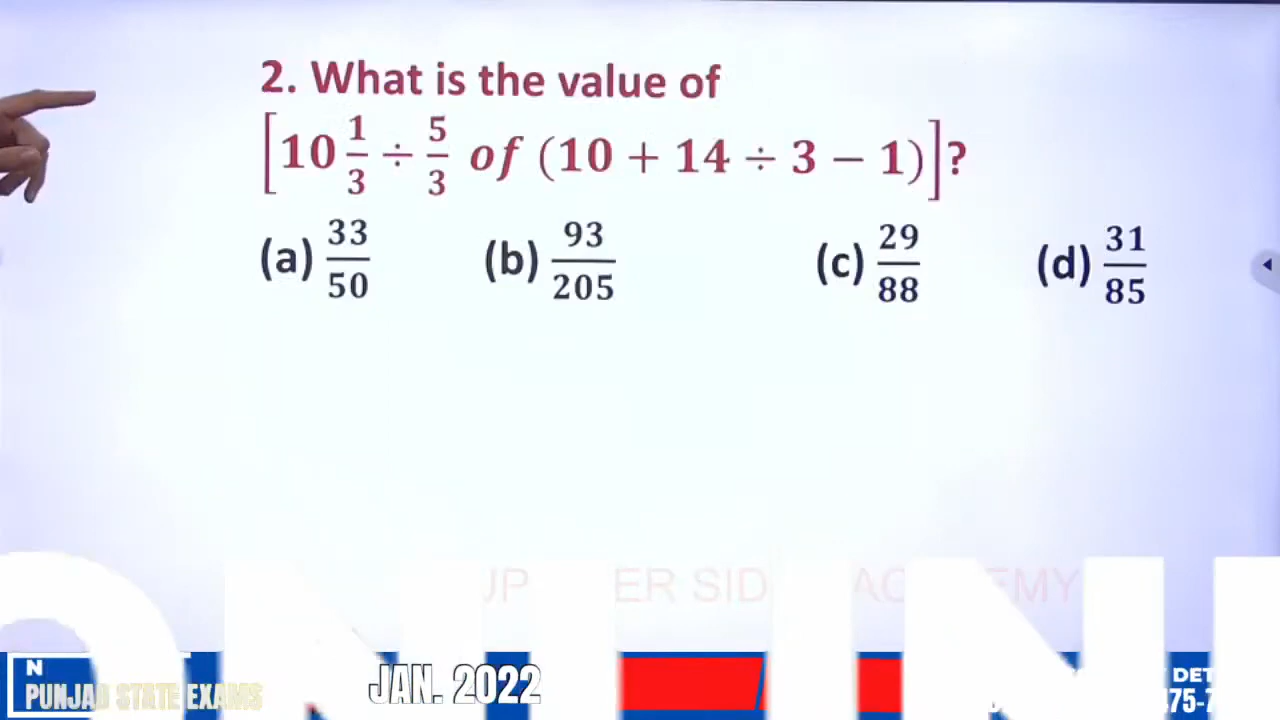 2. What is the value of
[10 1/3 ÷ 5/3 of (10 + 14 ÷ 3 − 1)]?
(a) 33/50 (b) 93/205 (c) 29/88 (d) 31/85
JAN. 2022
N
PUNJAB STATE EXAMS